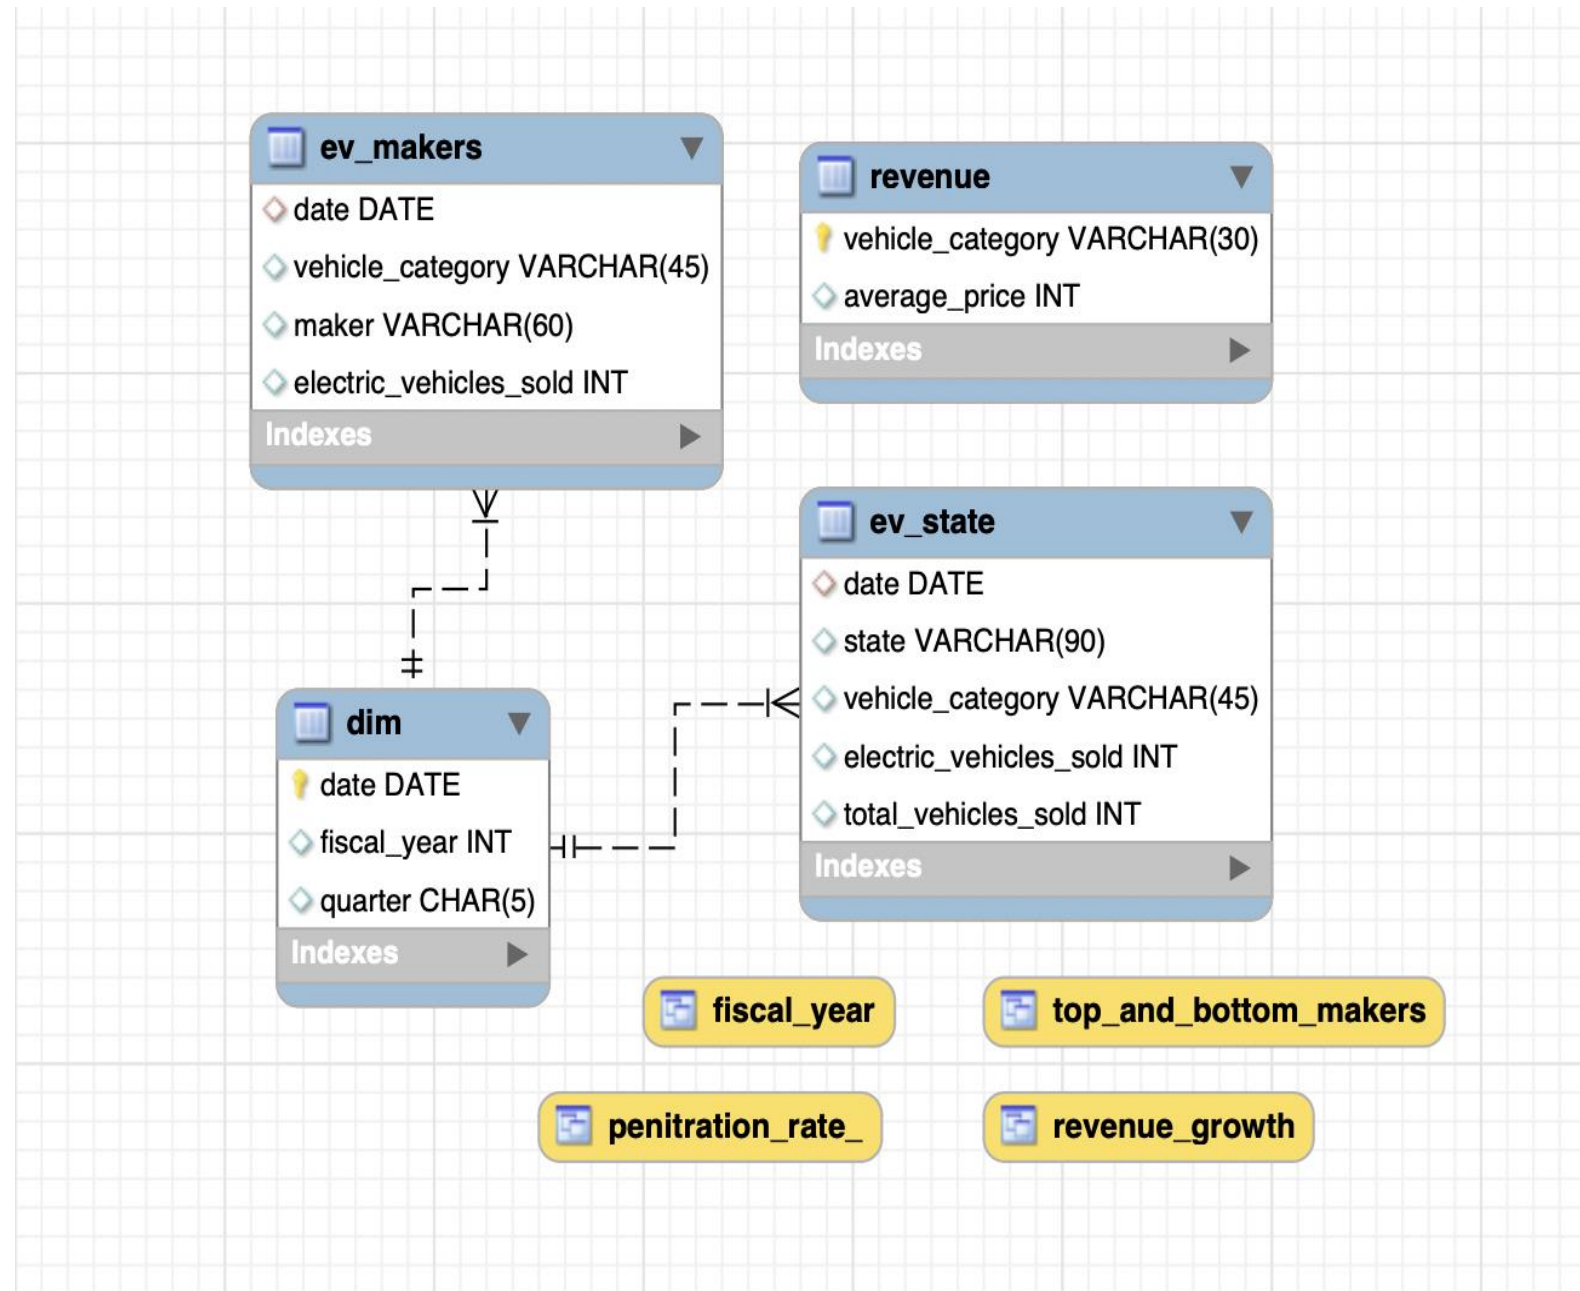 ev_makers
date DATE
vehicle_category VARCHAR(45)
maker VARCHAR(60)
electric_vehicles_sold INT
Indexes
revenue
vehicle_category VARCHAR(30)
average_price INT
Indexes
ev_state
date DATE
state VARCHAR(90)
vehicle_category VARCHAR(45)
electric_vehicles_sold INT
total_vehicles_sold INT
Indexes
dim
date DATE
fiscal_year INT
quarter CHAR(5)
Indexes
fiscal_year
top_and_bottom_makers
penitration_rate_
revenue_growth